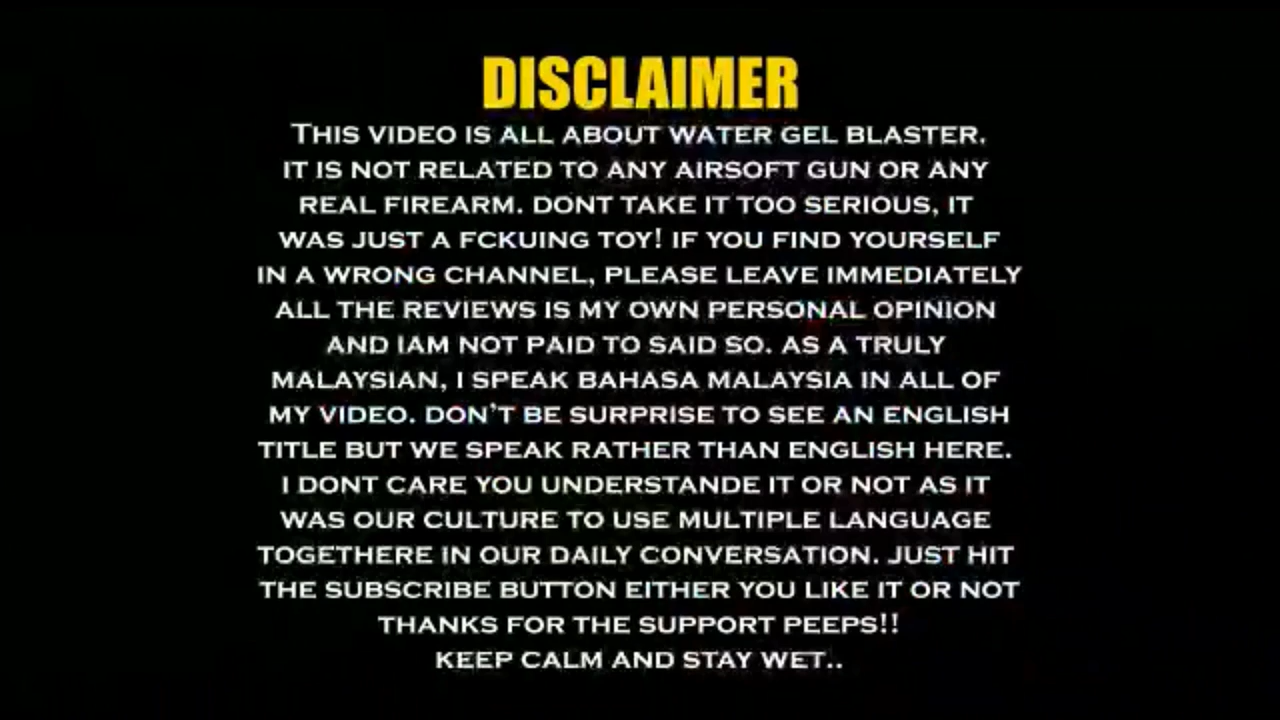 DISCLAIMER
THIS VIDEO IS ALL ABOUT WATER GEL BLASTER.
IT IS NOT RELATED TO ANY AIRSOFT GUN OR ANY
REAL FIREARM. DONT TAKE IT TOO SERIOUS, IT
WAS JUST A FCKUING TOY! IF YOU FIND YOURSELF
IN A WRONG CHANNEL, PLEASE LEAVE IMMEDIATELY
ALL THE REVIEWS IS MY OWN PERSONAL OPINION
AND IAM NOT PAID TO SAID SO. AS A TRULY
MALAYSIAN, I SPEAK BAHASA MALAYSIA IN ALL OF
MY VIDEO. DON'T BE SURPRISE TO SEE AN ENGLISH
TITLE BUT WE SPEAK RATHER THAN ENGLISH HERE.
I DONT CARE YOU UNDERSTANDE IT OR NOT AS IT
WAS OUR CULTURE TO USE MULTIPLE LANGUAGE
TOGETHERE IN OUR DAILY CONVERSATION. JUST HIT
THE SUBSCRIBE BUTTON EITHER YOU LIKE IT OR NOT
THANKS FOR THE SUPPORT PEEPS!!
KEEP CALM AND STAY WET..